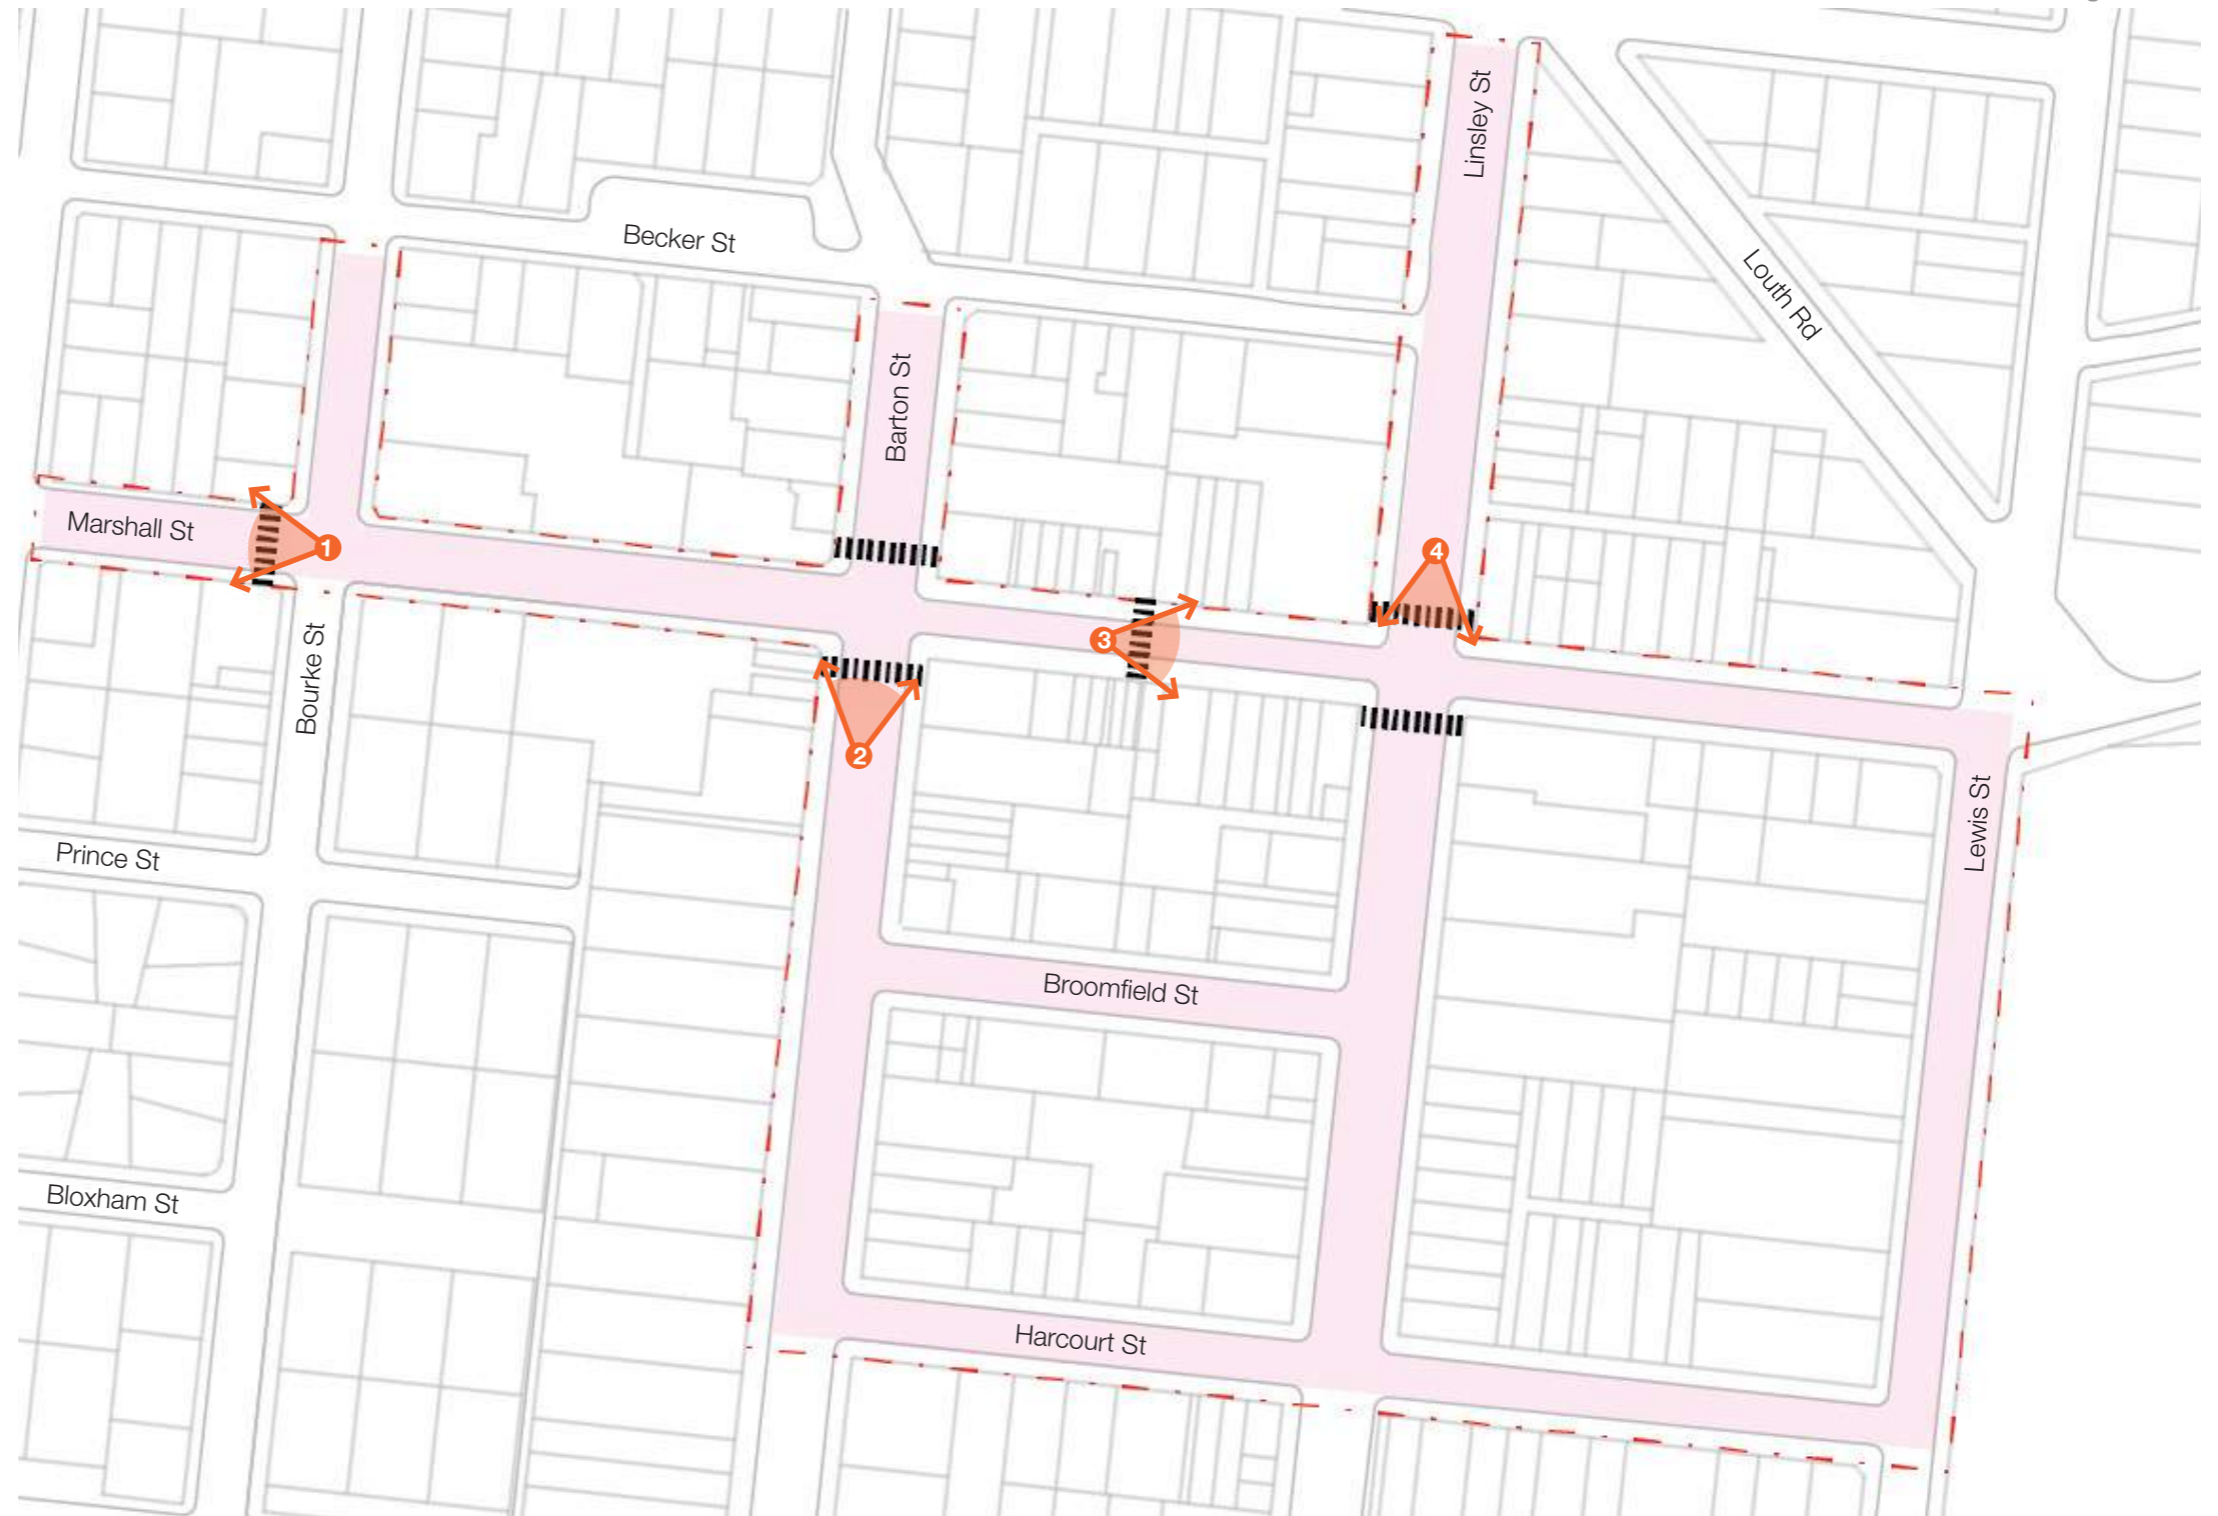 Linsley St
Becker St
Louth Rd
Barton St
Marshall St
1
4
3
Bourke St
2
Lewis St
Prince St
Broomfield St
Bloxham St
Harcourt St